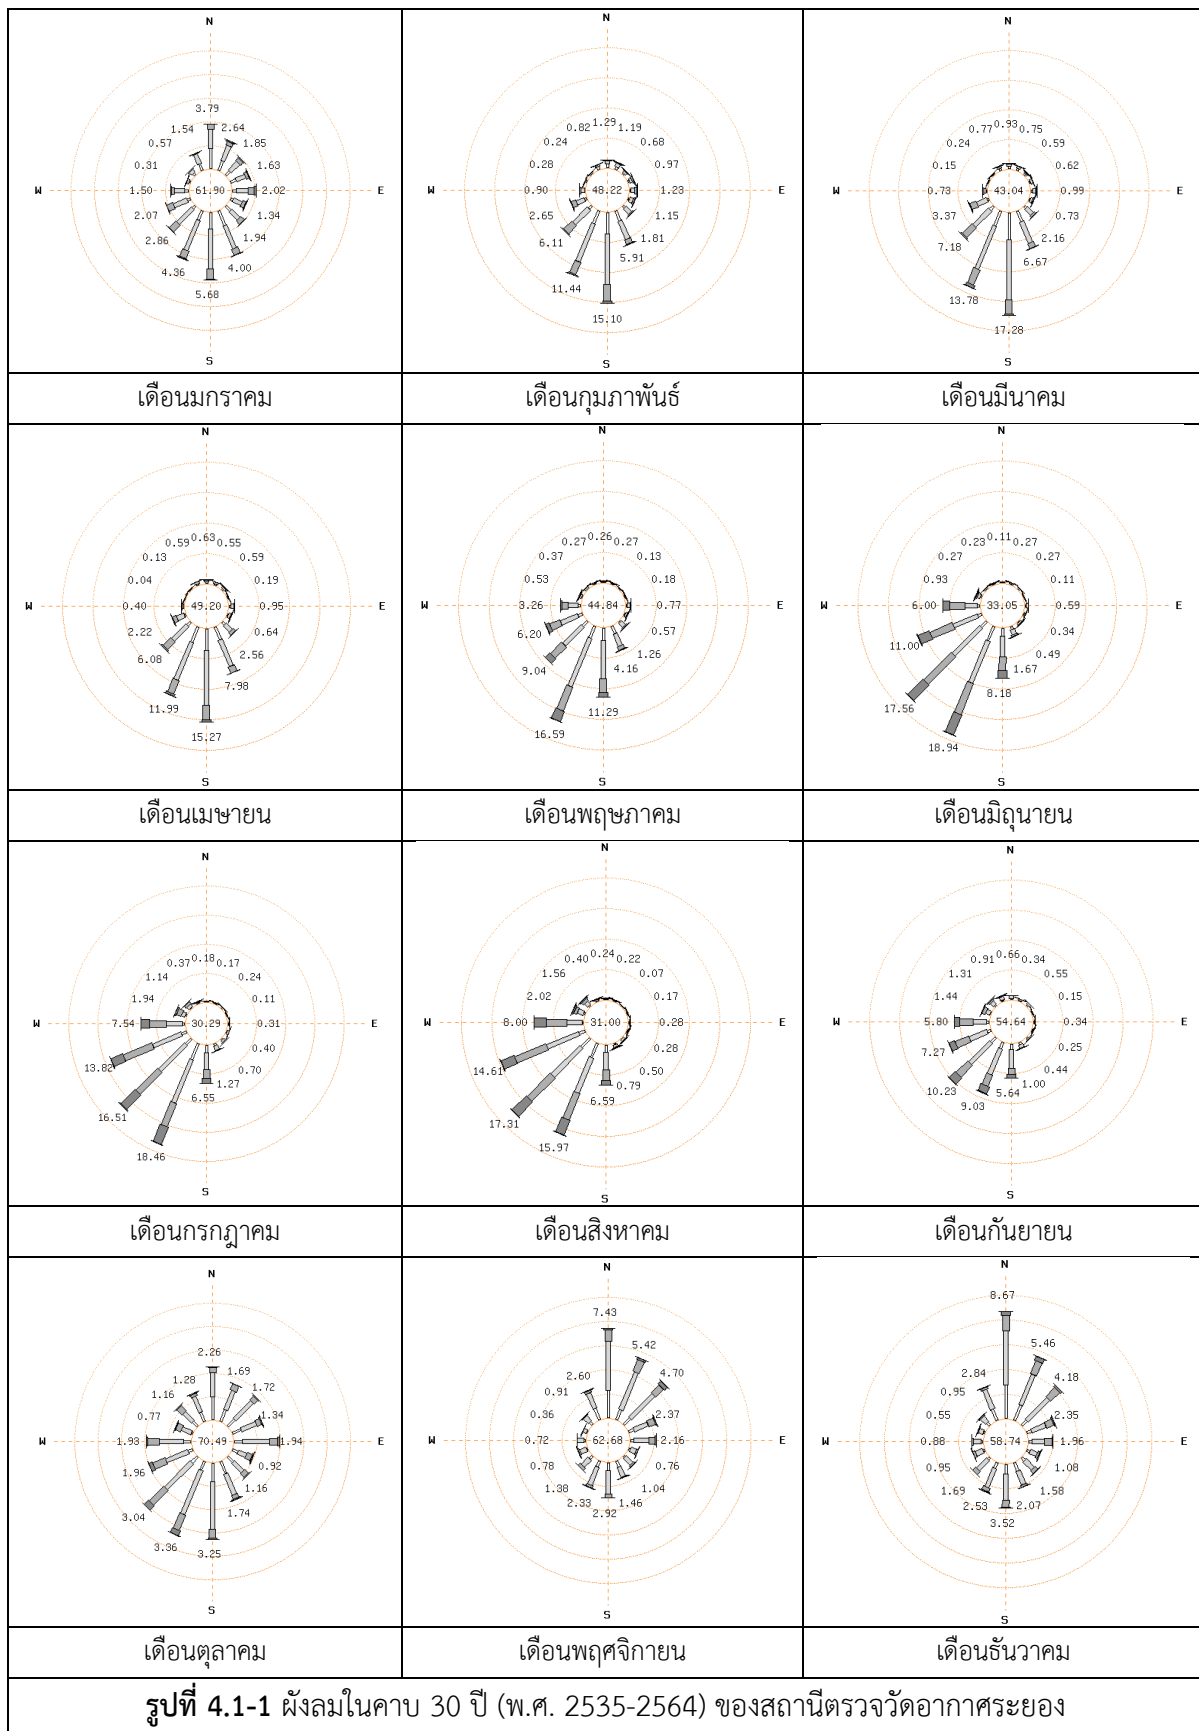 N
3.79
1.54 2.64
0.57 1.85
0.31 1.63
W 1.50 61.90 2.02 E
2.07 1.34
2.86 1.94
4.36 4.00
5.68
S
เดือนมกราคม
N
0.82 1.29 1.19
0.24 0.68
0.28 0.97
W 0.90 48.22 1.23 E
2.65 1.15
6.11 1.81
11.44 5.91
15.10
S
เดือนกุมภาพันธ์
N
0.77 0.93 0.75
0.24 0.59
0.15 0.62
W 0.73 43.04 0.99 E
3.37 0.73
7.18 2.16
13.78 6.67
17.28
S
เดือนมีนาคม
N
0.59 0.63 0.55
0.13 0.59
0.04 0.19
W 0.40 49.20 0.95 E
2.22 0.64
6.08 2.56
11.99 7.98
15.27
S
เดือนเมษายน
N
0.27 0.26 0.27
0.37 0.13
0.53 0.18
W 3.26 44.84 0.77 E
6.20 0.57
9.04 1.26
16.59 4.16
11.29
S
เดือนพฤษภาคม
N
0.23 0.11 0.27
0.27 0.27
0.93 0.11
W 6.00 33.05 0.59 E
11.00 0.34
17.56 0.49
18.94 1.67
8.18
S
เดือนมิถุนายน
N
0.37 0.18 0.17
1.14 0.24
1.94 0.11
W 7.54 30.29 0.31 E
13.82 0.40
16.51 0.70
18.46 1.27
6.55
S
เดือนกรกฎาคม
N
0.40 0.24 0.22
1.56 0.07
2.02 0.17
W 8.00 31.00 0.28 E
14.61 0.28
17.31 0.50
15.97 0.79
6.59
S
เดือนสิงหาคม
N
0.91 0.66 0.34
1.31 0.55
1.44 0.15
W 5.80 54.64 0.34 E
7.27 0.25
10.23 0.44
9.03 1.00
5.64
S
เดือนกันยายน
N
2.26
1.28 1.69
1.16 1.72
0.77 1.34
W 1.93 70.49 1.94 E
1.96 0.92
3.04 1.16
3.36 1.74
3.25
S
เดือนตุลาคม
N
7.43
2.60 5.42
0.91 4.70
0.36 2.37
W 0.72 62.68 2.16 E
0.78 0.76
1.38 1.04
2.33 1.46
2.92
S
เดือนพฤศจิกายน
N
8.67
2.84 5.46
0.95 4.18
0.55 2.35
W 0.88 58.74 1.96 E
0.95 1.08
1.69 1.58
2.53 2.07
3.52
S
เดือนธันวาคม
รูปที่ 4.1-1 ผังลมในคาบ 30 ปี (พ.ศ. 2535-2564) ของสถานีตรวจวัดอากาศระยอง